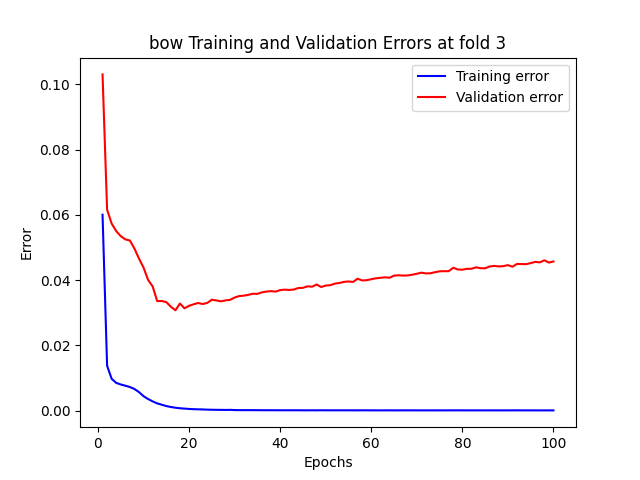 bow Training and Validation Errors at fold 3
Training error
Validation error
Error
0.10
0.08
0.06
0.04
0.02
0.00
0 20 40 60 80 100
Epochs